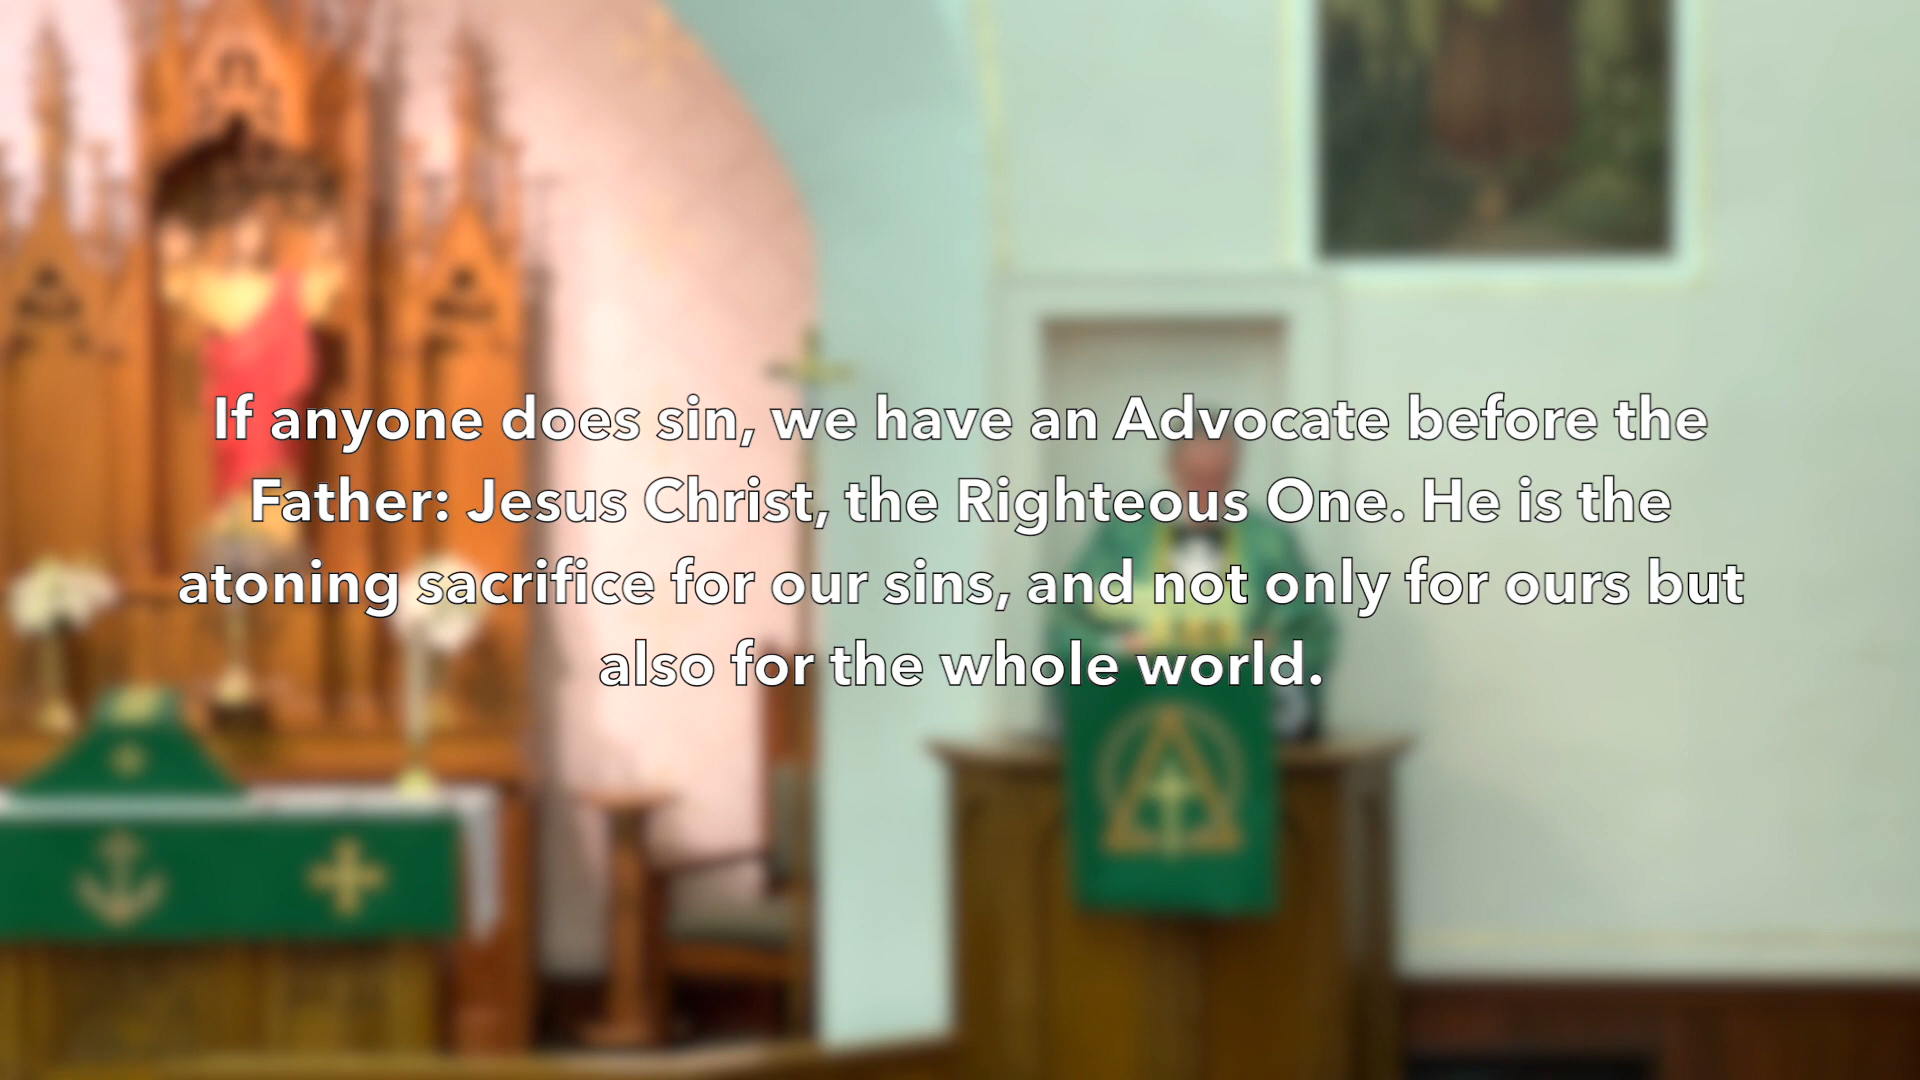 If anyone does sin, we have an Advocate before the
Father: Jesus Christ, the Righteous One. He is the
atoning sacrifice for our sins, and not only for ours but
also for the whole world.